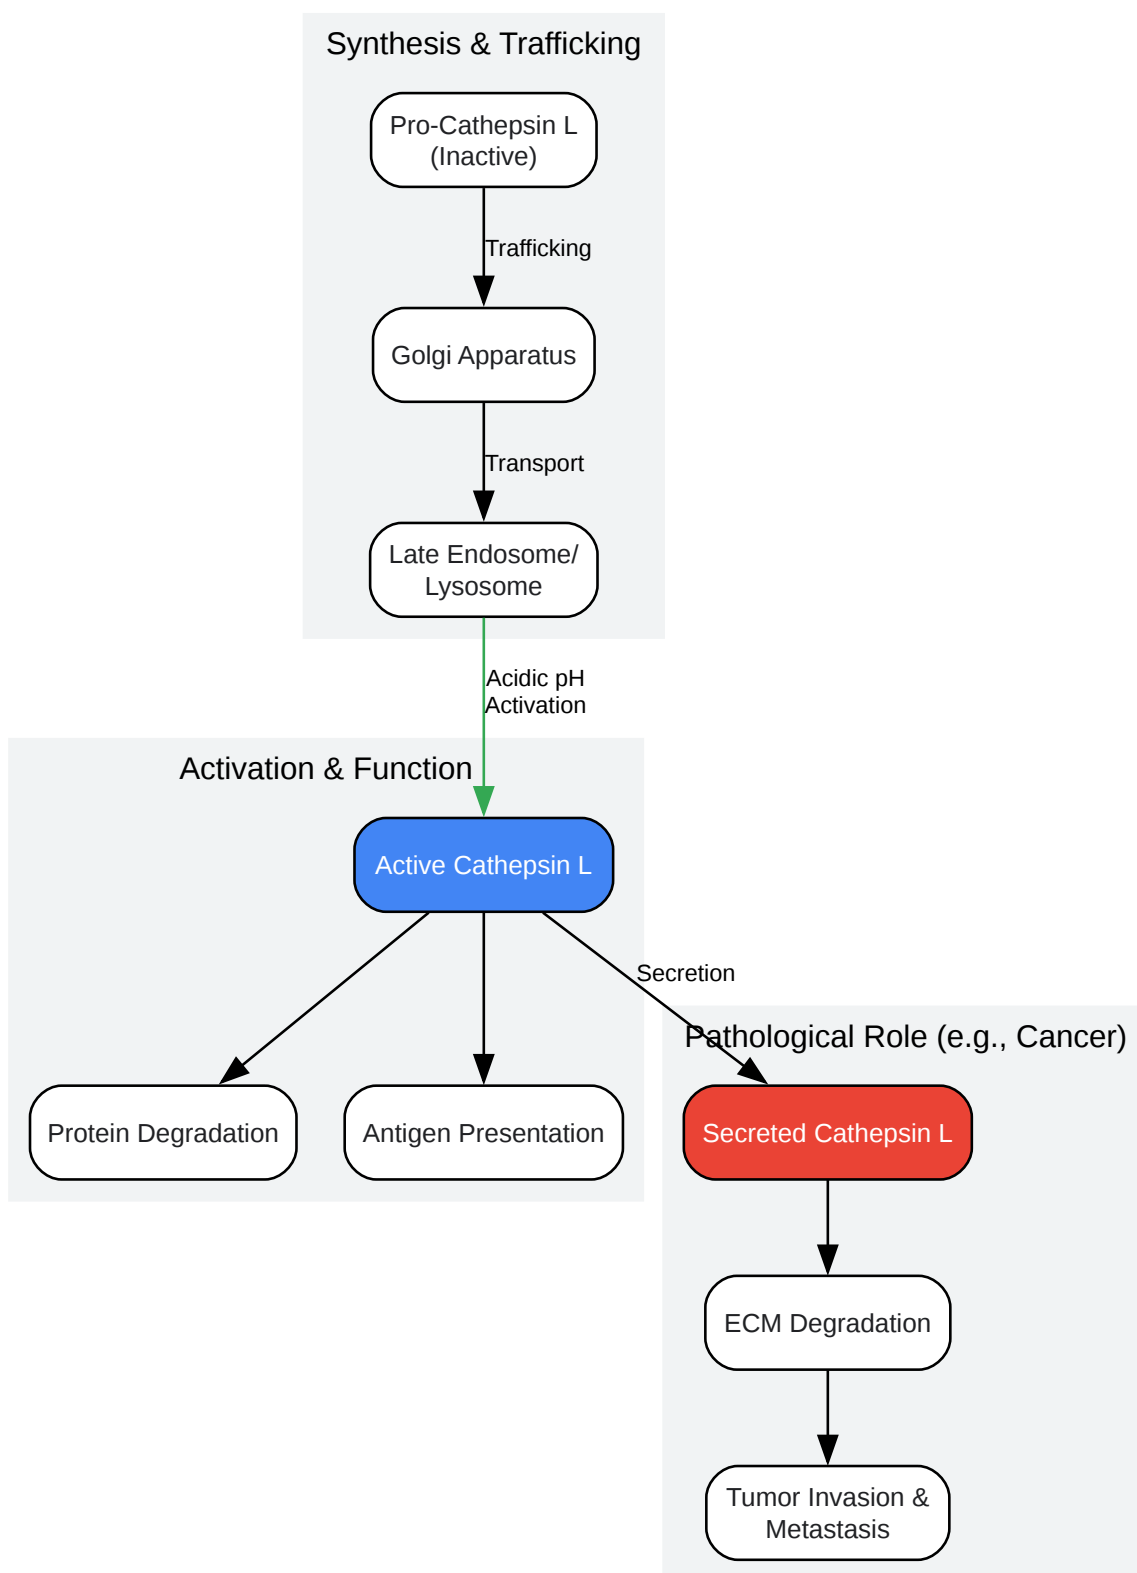 Synthesis & Trafficking
Pro-Cathepsin L
(Inactive)
Trafficking
Golgi Apparatus
Transport
Late Endosome/
Lysosome
Acidic pH
Activation
Activation & Function
Active Cathepsin L
Secretion
Pathological Role (e.g., Cancer)
Protein Degradation
Antigen Presentation
Secreted Cathepsin L
ECM Degradation
Tumor Invasion &
Metastasis